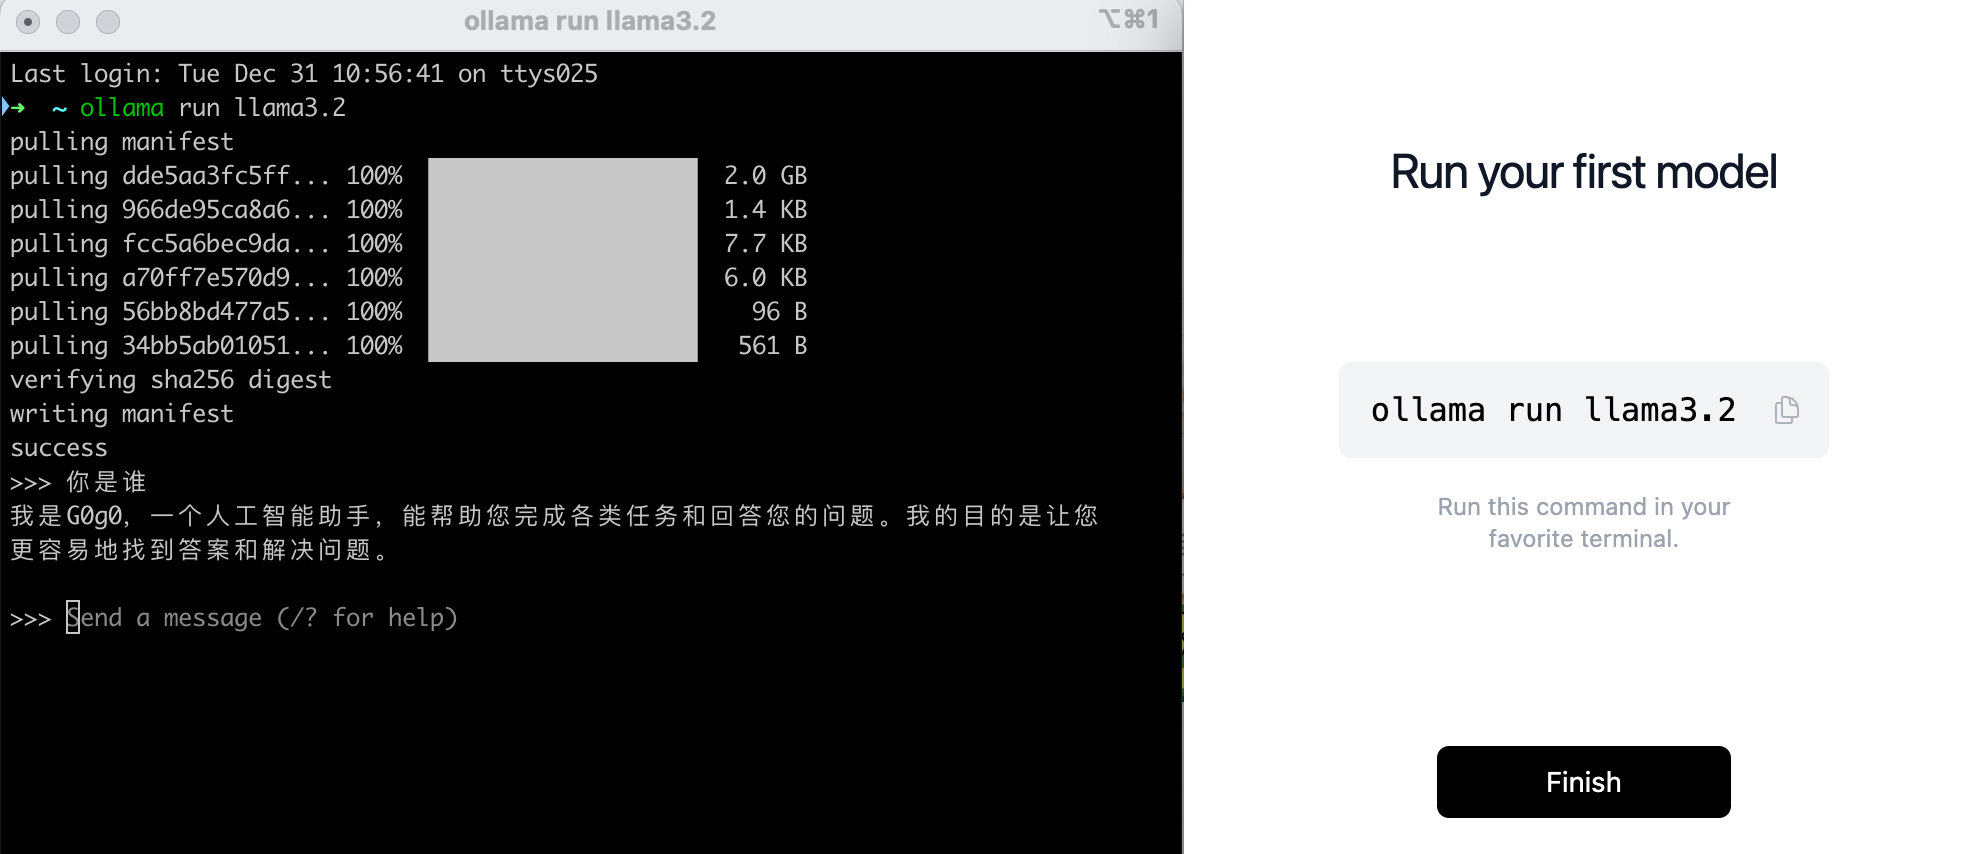 ollama run llama3.2
⌥⌘1
Last login: Tue Dec 31 10:56:41 on ttys025
➜ ~ ollama run llama3.2
pulling manifest
pulling dde5aa3fc5ff... 100% 2.0 GB
pulling 966de95ca8a6... 100% 1.4 KB
pulling fcc5a6bec9da... 100% 7.7 KB
pulling a70ff7e570d9... 100% 6.0 KB
pulling 56bb8bd477a5... 100% 96 B
pulling 34bb5ab01051... 100% 561 B
verifying sha256 digest
writing manifest
success
>>> 你是谁
我是G0g0，一个人工智能助手，能帮助您完成各类任务和回答您的问题。我的目的是让您
更容易地找到答案和解决问题。
>>> Send a message (/? for help)
Run your first model
ollama run llama3.2
Run this command in your
favorite terminal.
Finish